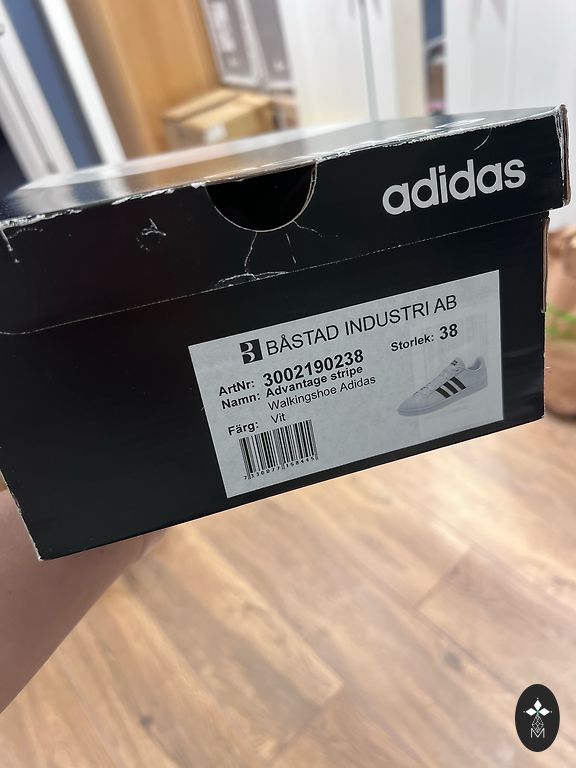 adidas
BÅSTAD INDUSTRI AB
ArtNr: 3002190238
Storlek: 38
Namn: Advantage stripe
Walkingshoe Adidas
Färg: Vit